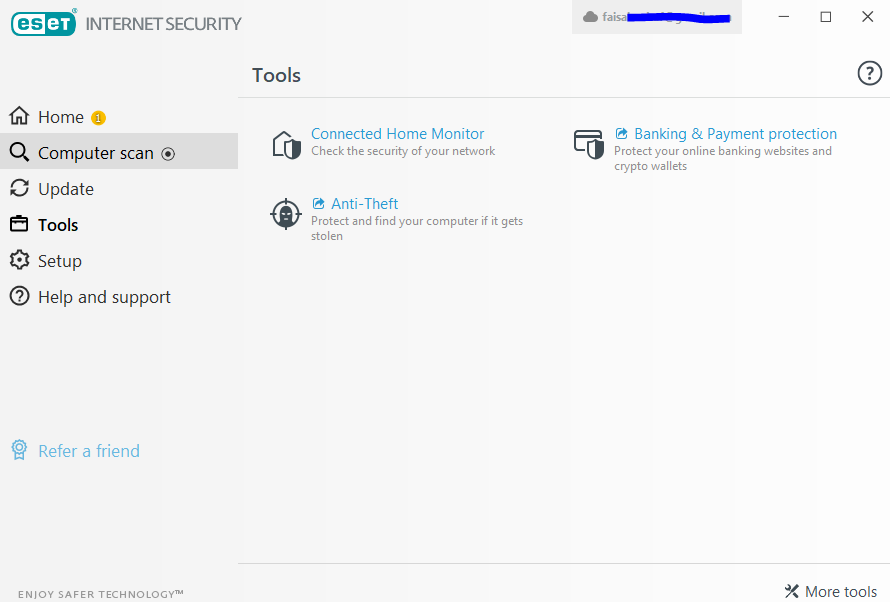 eset® INTERNET SECURITY
faisa
Tools
?
Home 1
Computer scan
Update
Tools
Setup
Help and support
Connected Home Monitor
Check the security of your network
Banking & Payment protection
Protect your online banking websites and
crypto wallets
Anti-Theft
Protect and find your computer if it gets
stolen
Refer a friend
ENJOY SAFER TECHNOLOGY™
More tools